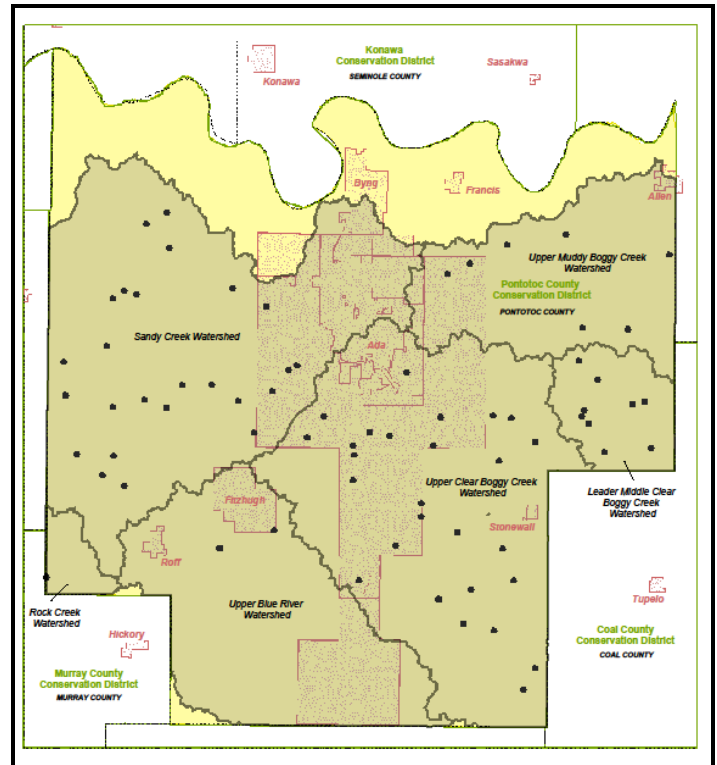 Konawa
Conservation District
SEMINOLE COUNTY
Sasakwa
Konawa
Byng
Francis
Allen
Upper Muddy Boggy Creek
Watershed
Pontotoc County
Conservation District
PONTOTOC COUNTY
Sandy Creek Watershed
Ada
Upper Clear Boggy Creek
Watershed
Leader Middle Clear
Boggy Creek
Watershed
Fitzhugh
Stonewall
Roff
Tupelo
Rock Creek
Watershed
Upper Blue River
Watershed
Hickory
Coal County
Conservation District
COAL COUNTY
Murray County
Conservation District
MURRAY COUNTY